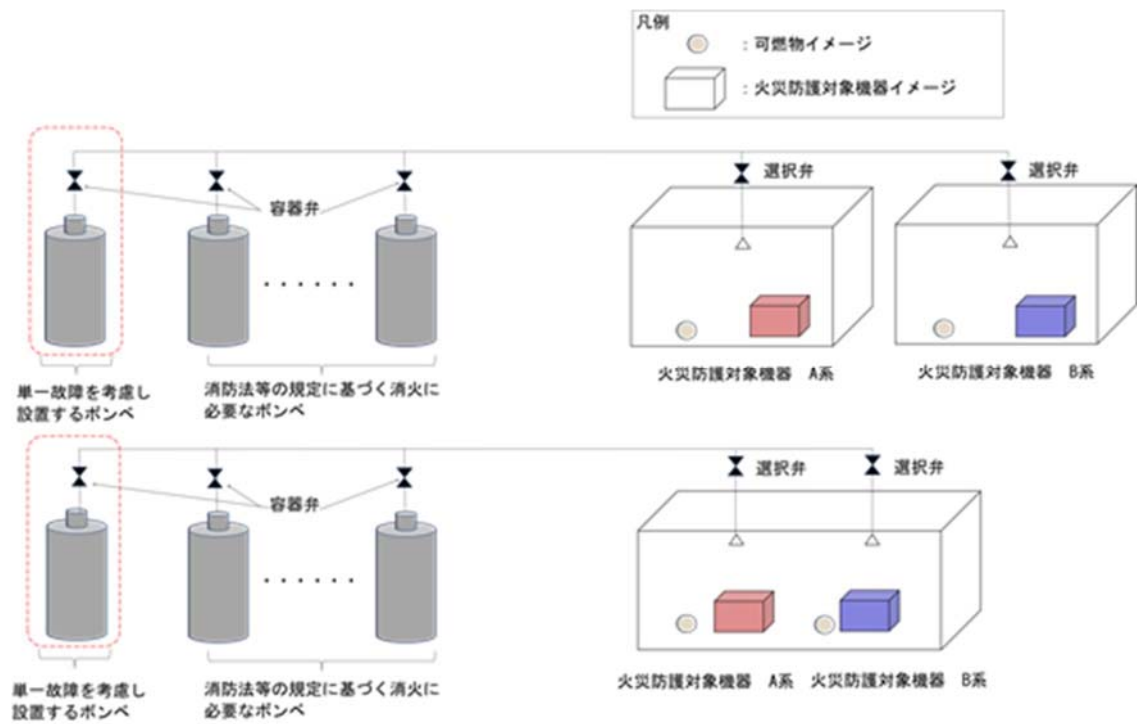 凡例
：可燃物イメージ
：火災防護対象機器イメージ
選択弁
選択弁
容器弁
・・・・・・
火災防護対象機器　A系
火災防護対象機器　B系
単一故障を考慮し
設置するボンベ
消防法等の規定に基づく消火に
必要なボンベ
選択弁
選択弁
容器弁
・・・・・・
火災防護対象機器　A系
火災防護対象機器　B系
単一故障を考慮し
設置するボンベ
消防法等の規定に基づく消火に
必要なボンベ